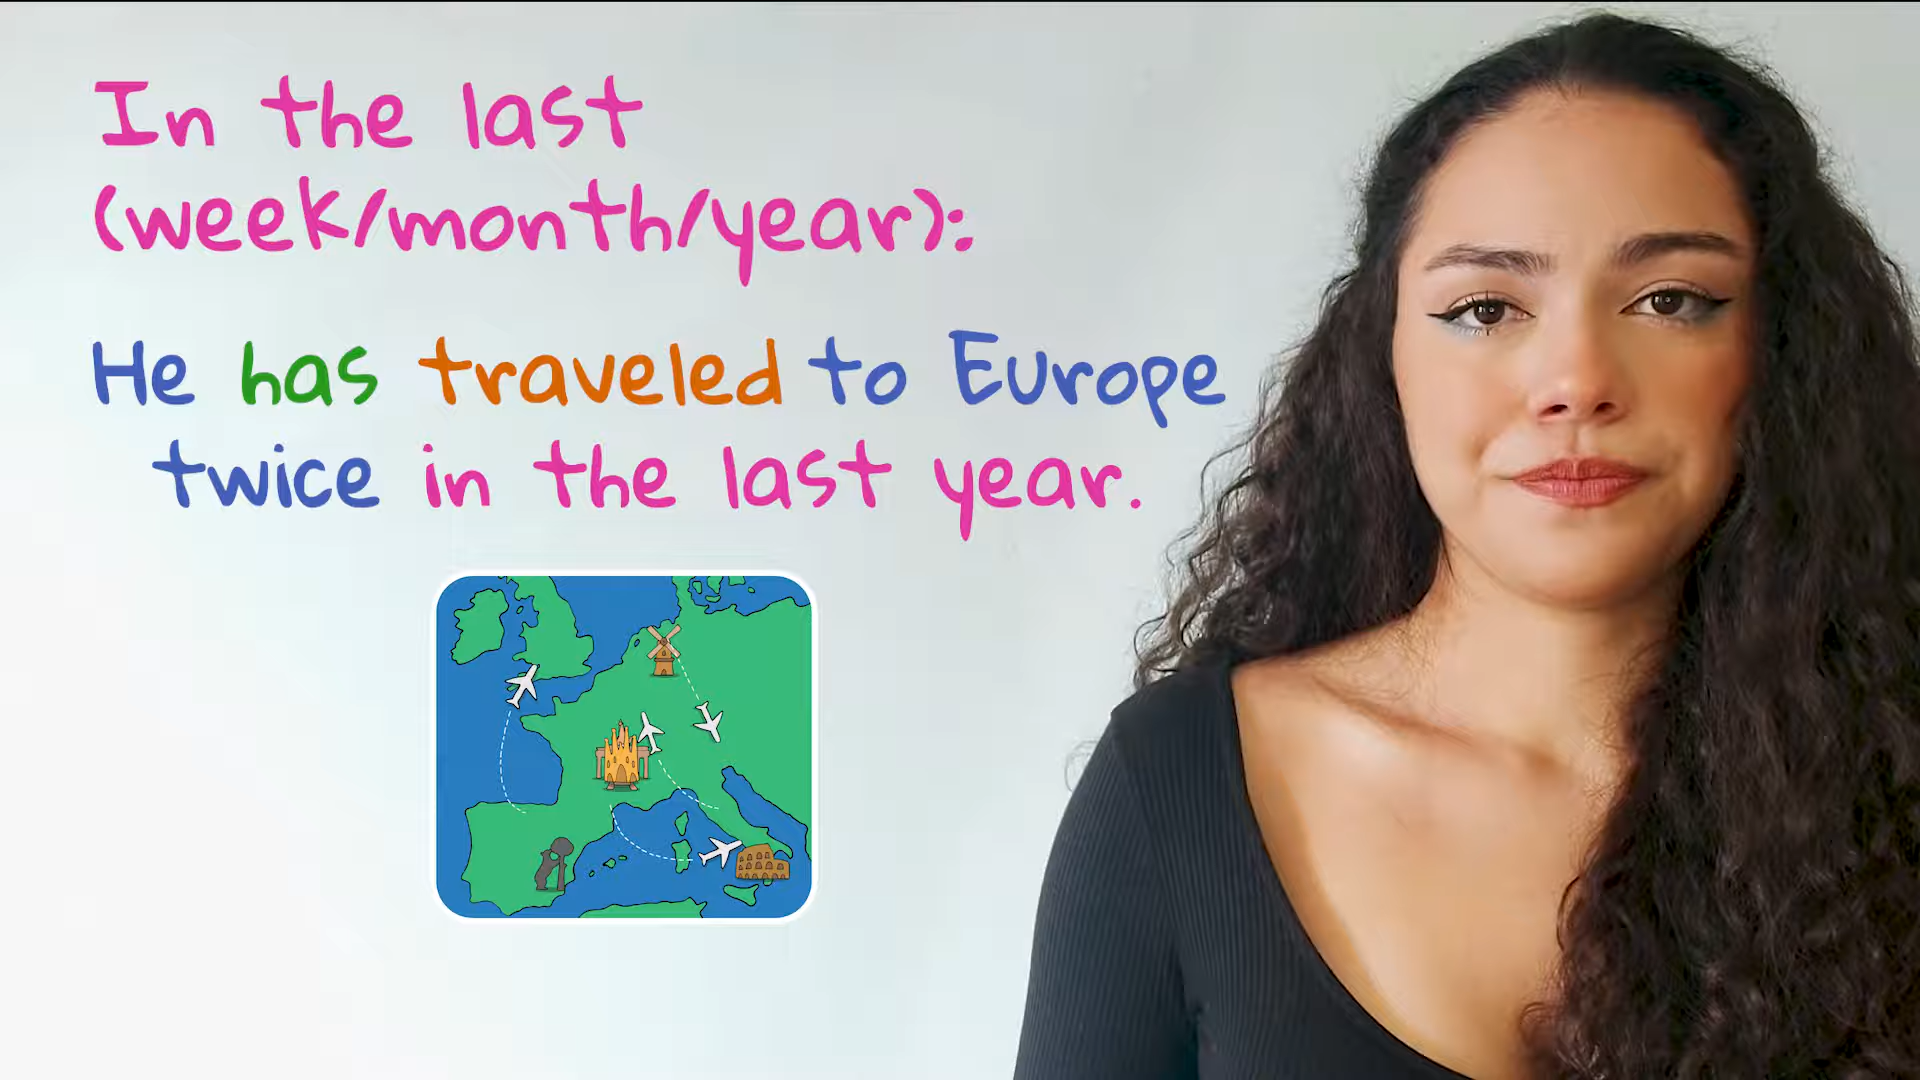 In the last
(week/month/year):
He has traveled to Europe
twice in the last year.